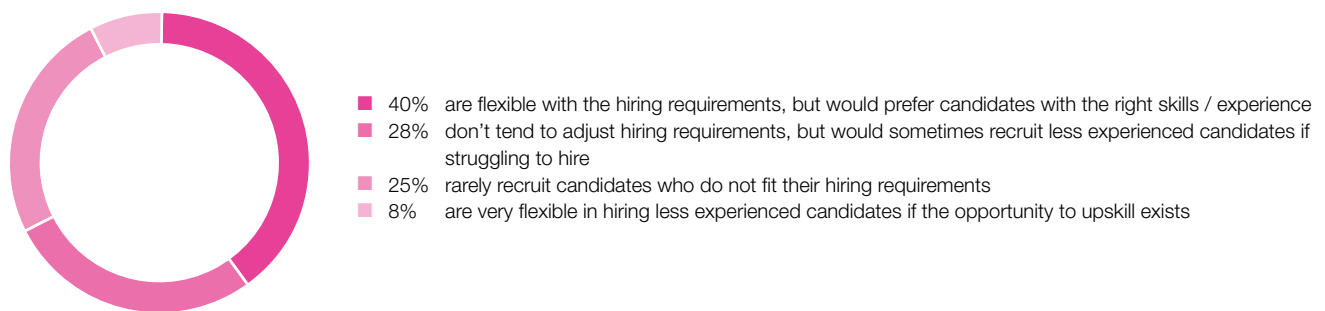 40% are flexible with the hiring requirements, but would prefer candidates with the right skills / experience
28% don’t tend to adjust hiring requirements, but would sometimes recruit less experienced candidates if
struggling to hire
25% rarely recruit candidates who do not fit their hiring requirements
8% are very flexible in hiring less experienced candidates if the opportunity to upskill exists